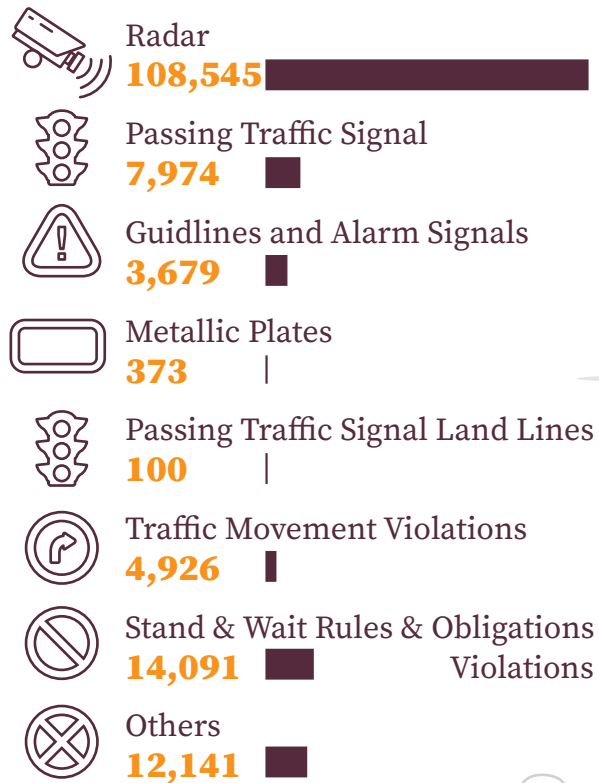 Radar
108,545
Passing Traffic Signal
7,974
Guidlines and Alarm Signals
3,679
Metallic Plates
373
Passing Traffic Signal Land Lines
100
Traffic Movement Violations
4,926
Stand & Wait Rules & Obligations
14,091 Violations
Others
12,141